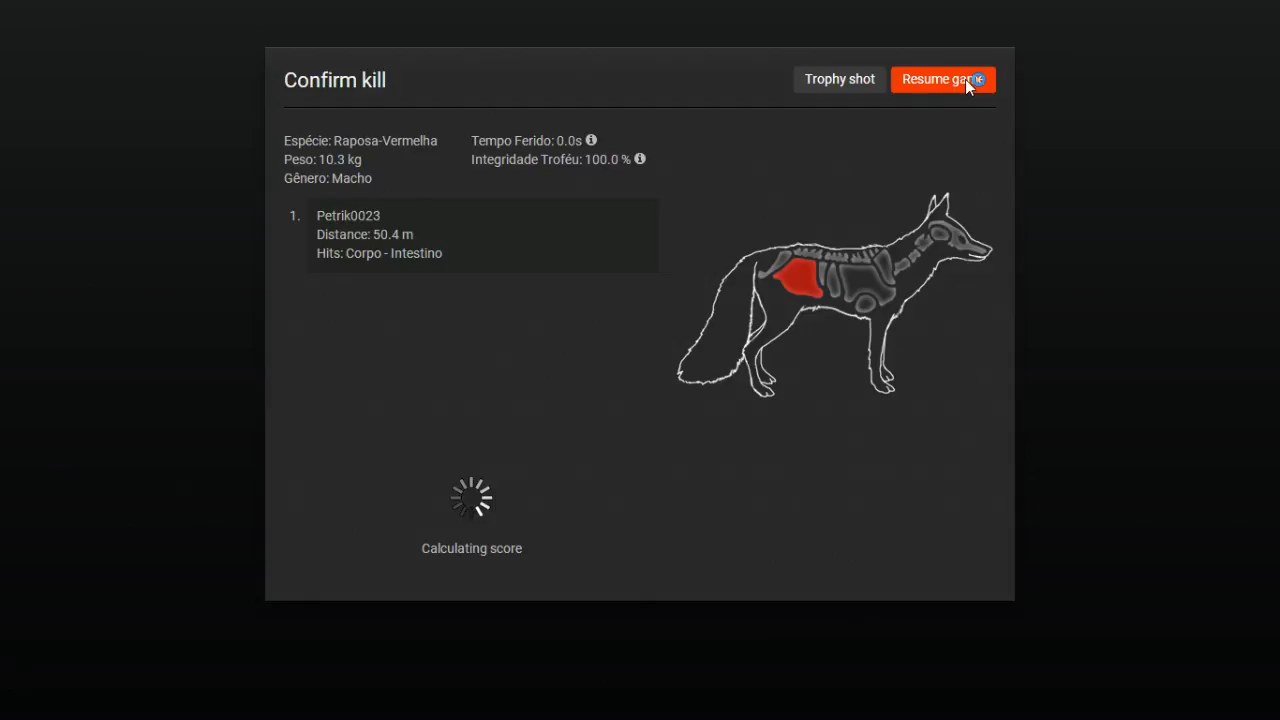 Confirm kill
Trophy shot
Resume
Espécie: Raposa-Vermelha
Peso: 10.3 kg
Gênero: Macho
Tempo Ferido: 0.0s
Integridade Troféu: 100.0 %
1.
Petrik0023
Distance: 50.4 m
Hits: Corpo - Intestino
Calculating score